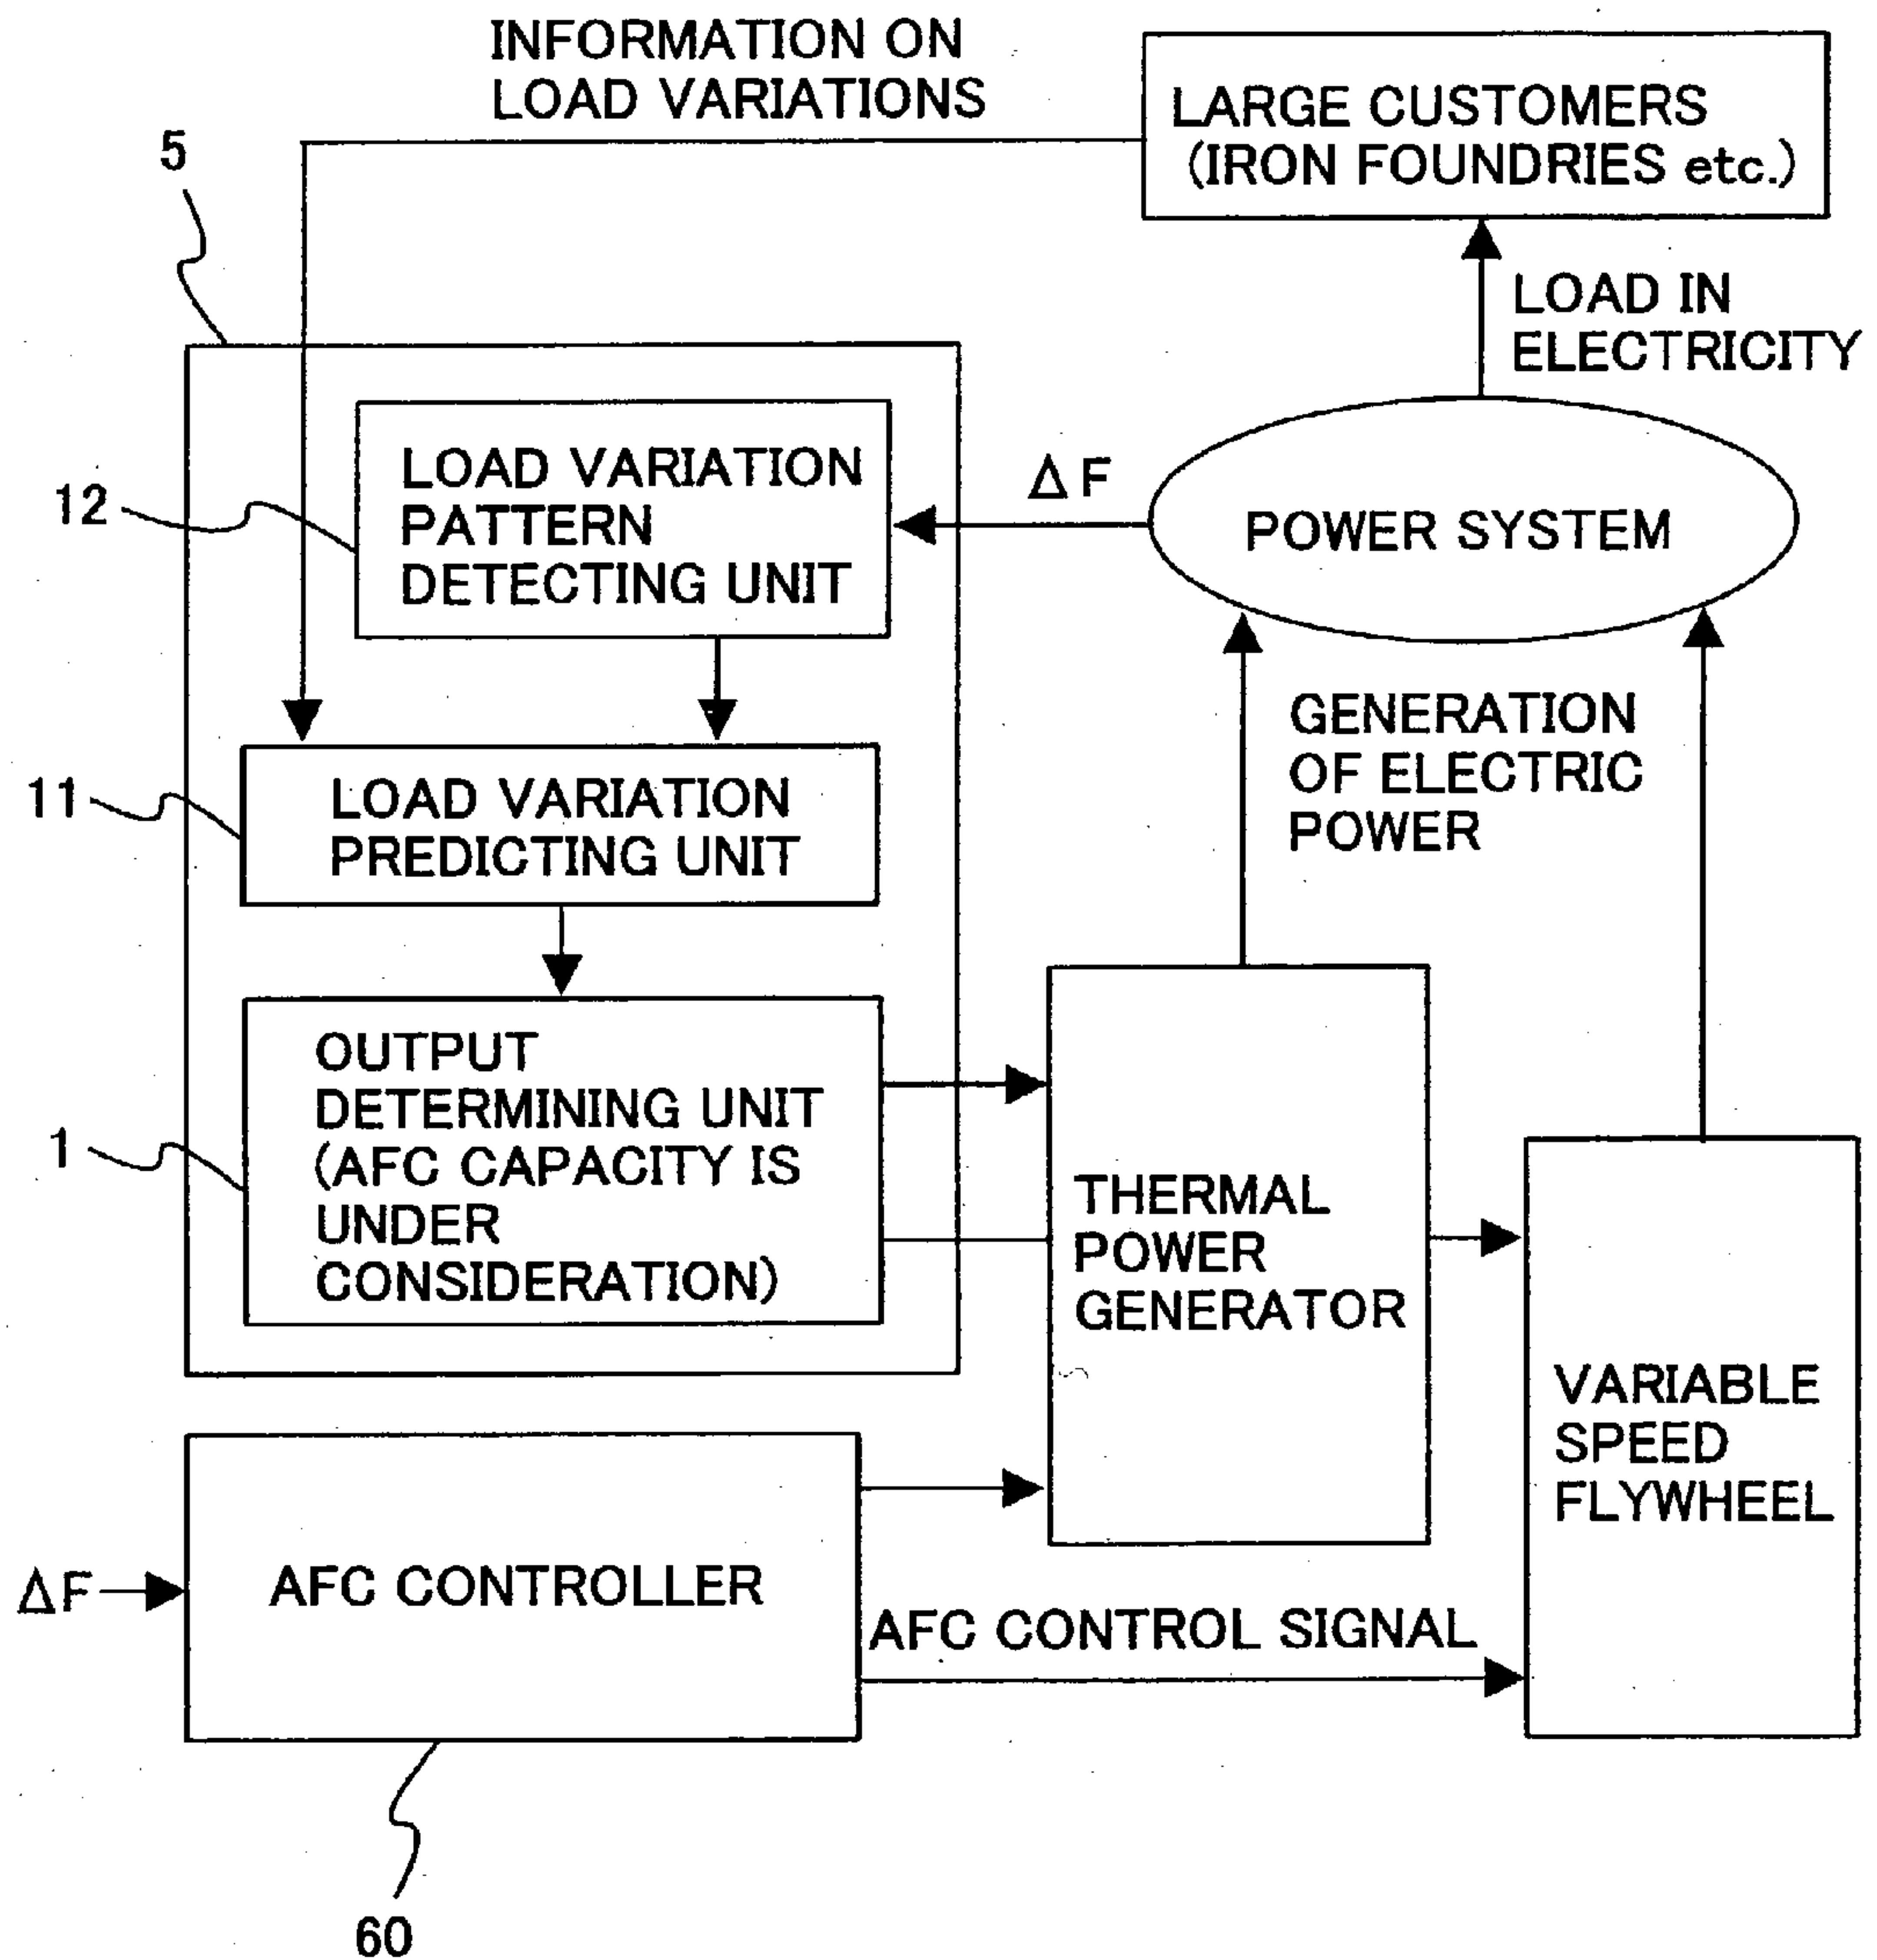 INFORMATION ON
LOAD VARIATIONS
LARGE CUSTOMERS
(IRON FOUNDRIES etc.)
5
LOAD IN
ELECTRICITY
12
LOAD VARIATION
PATTERN
DETECTING UNIT
ΔF
POWER SYSTEM
11
LOAD VARIATION
PREDICTING UNIT
GENERATION
OF ELECTRIC
POWER
1
OUTPUT
DETERMINING UNIT
(AFC CAPACITY IS
UNDER
CONSIDERATION)
THERMAL
POWER
GENERATOR
VARIABLE
SPEED
FLYWHEEL
ΔF
AFC CONTROLLER
AFC CONTROL SIGNAL
60